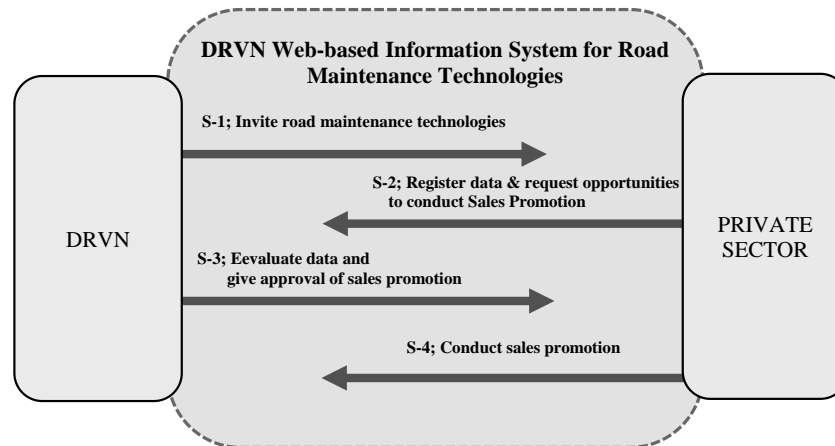 DRVN Web-based Information System for Road
Maintenance Technologies
S-1; Invite road maintenance technologies
S-2; Register data & request opportunities
to conduct Sales Promotion
DRVN
PRIVATE
SECTOR
S-3; Eevaluate data and
give approval of sales promotion
S-4; Conduct sales promotion